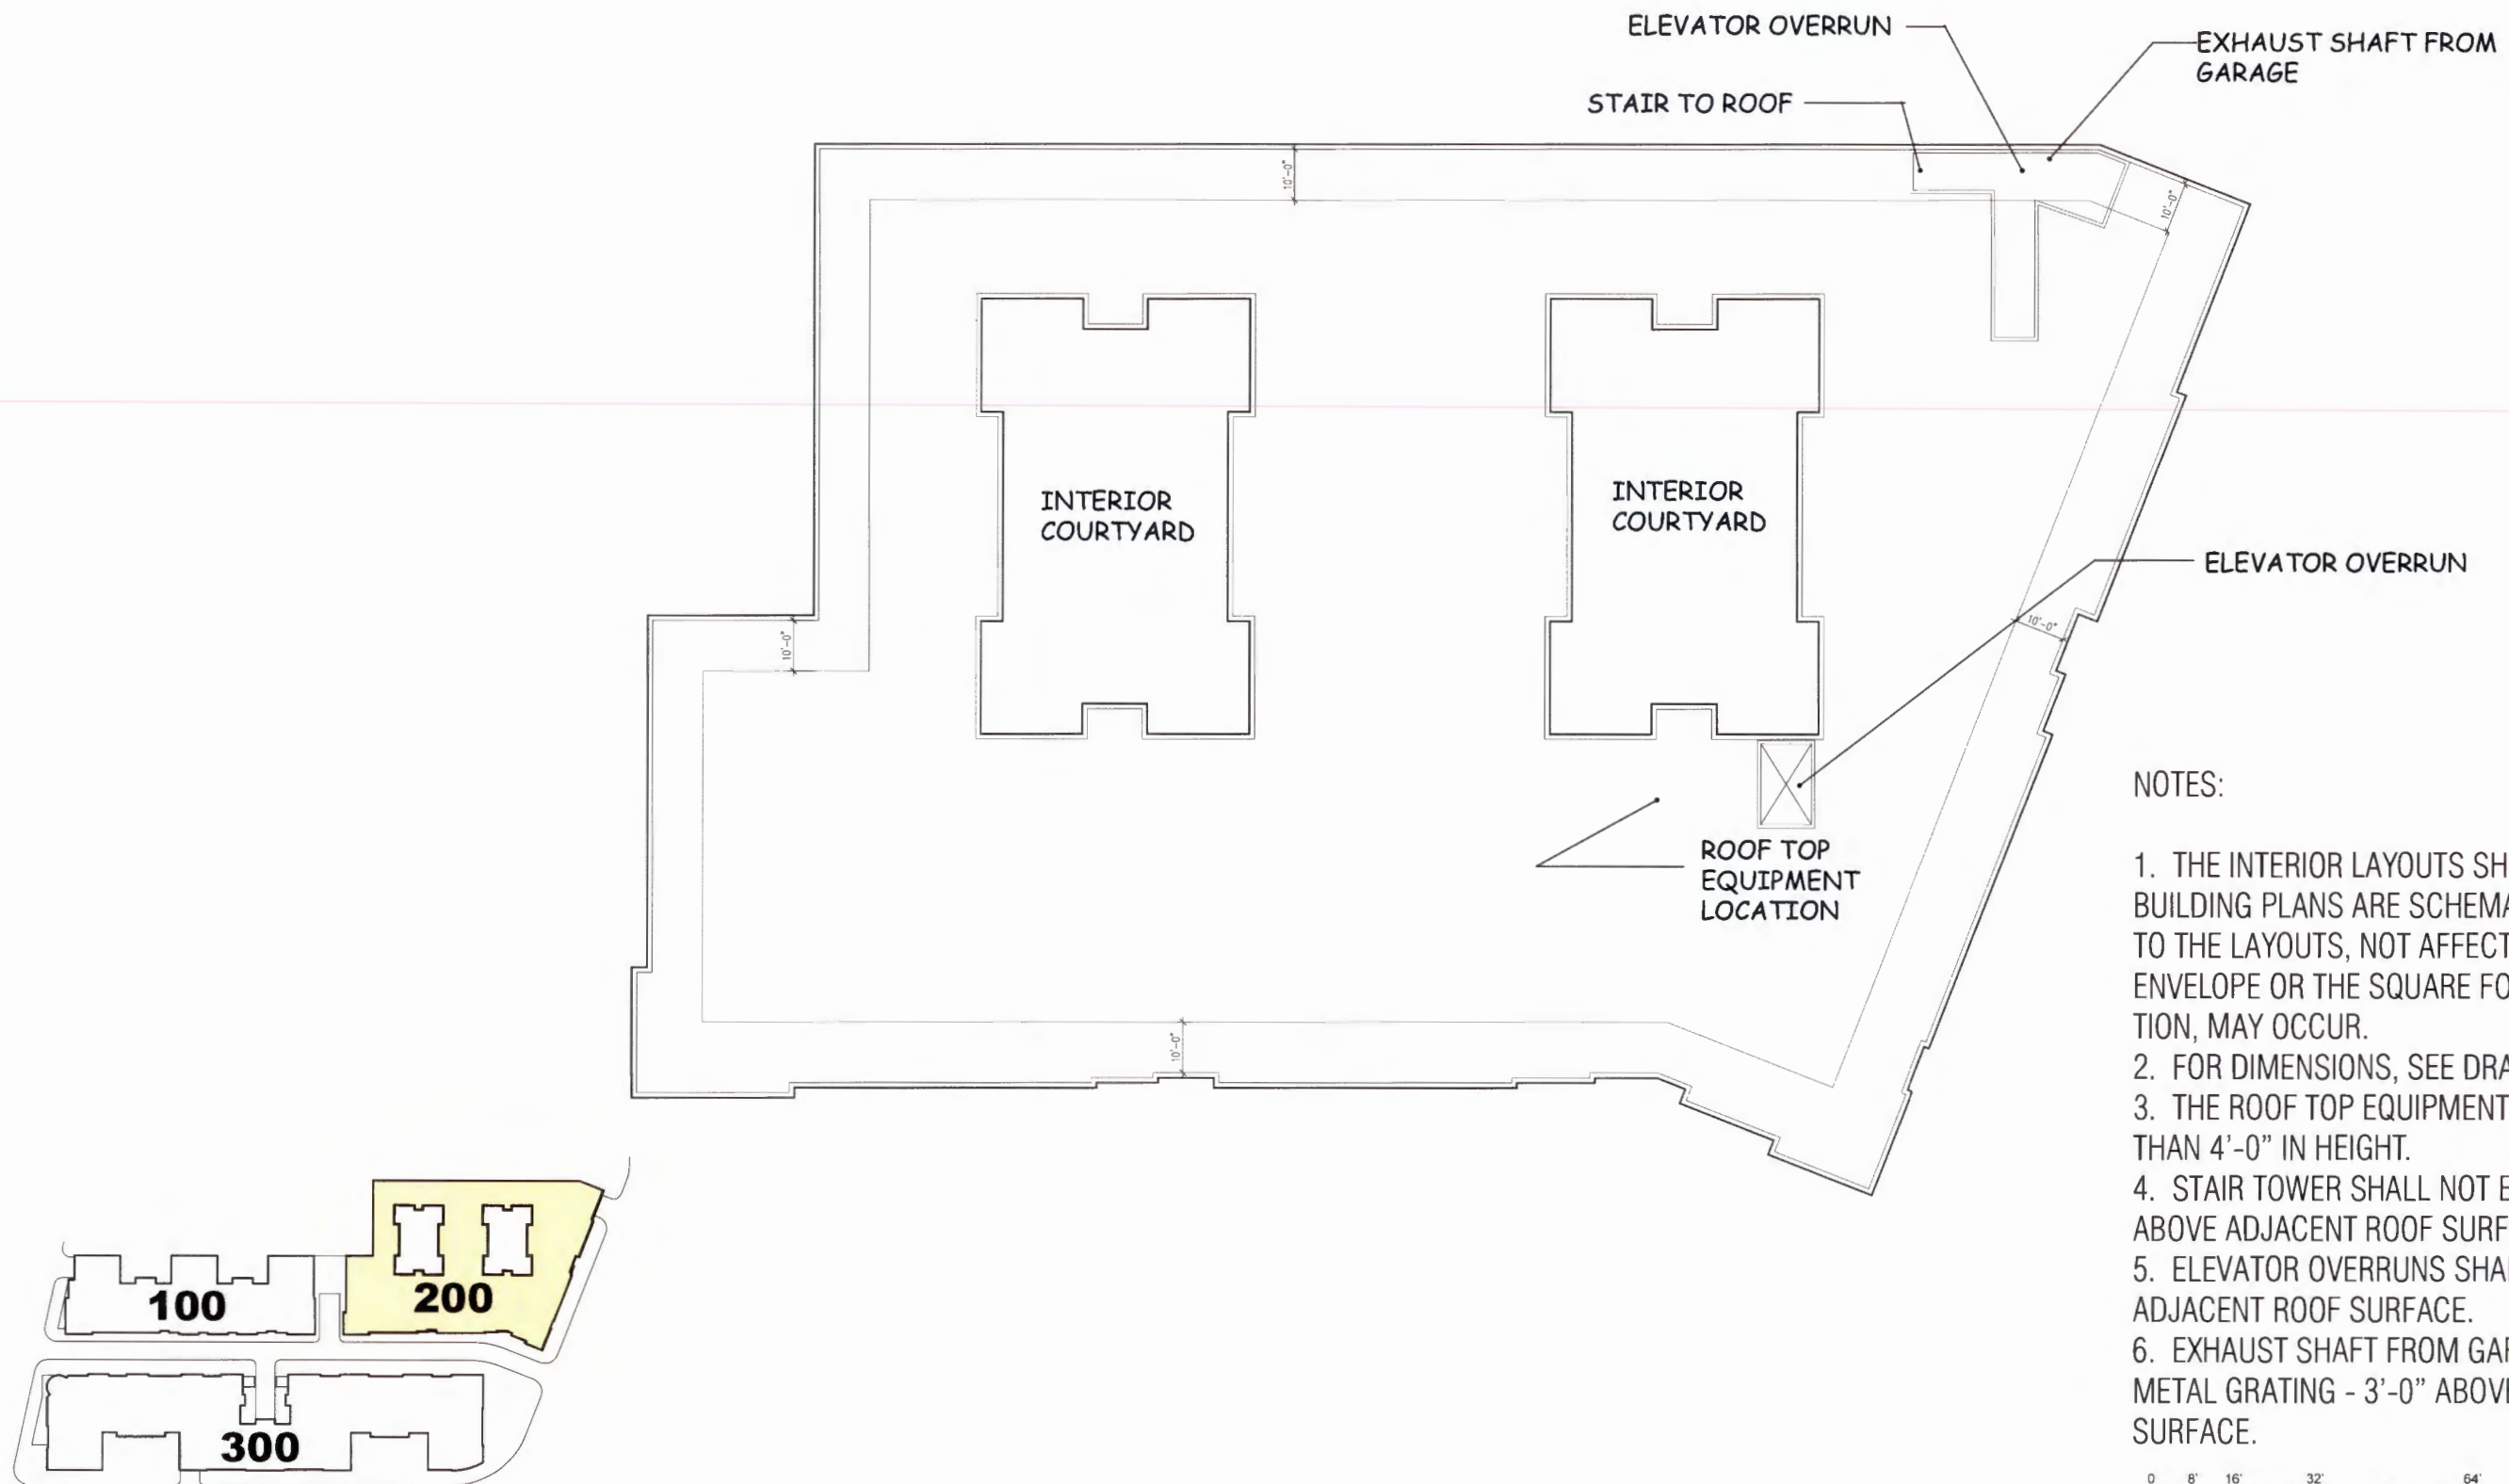 ELEVATOR OVERRUN
EXHAUST SHAFT FROM
GARAGE
STAIR TO ROOF
10'-0"
10'-0"
INTERIOR
COURTYARD
INTERIOR
COURTYARD
ELEVATOR OVERRUN
10'-0"
10'-0"
ROOF TOP
EQUIPMENT
LOCATION
10'-0"
NOTES:
1. THE INTERIOR LAYOUTS SH
BUILDING PLANS ARE SCHEMA
TO THE LAYOUTS, NOT AFFECT
ENVELOPE OR THE SQUARE FO
TION, MAY OCCUR.
2. FOR DIMENSIONS, SEE DRA
3. THE ROOF TOP EQUIPMENT
THAN 4'-0" IN HEIGHT.
4. STAIR TOWER SHALL NOT E
ABOVE ADJACENT ROOF SURF
5. ELEVATOR OVERRUNS SHA
ADJACENT ROOF SURFACE.
6. EXHAUST SHAFT FROM GAR
METAL GRATING - 3'-0" ABOVE
SURFACE.
0 8' 16' 32' 64'
100
200
300